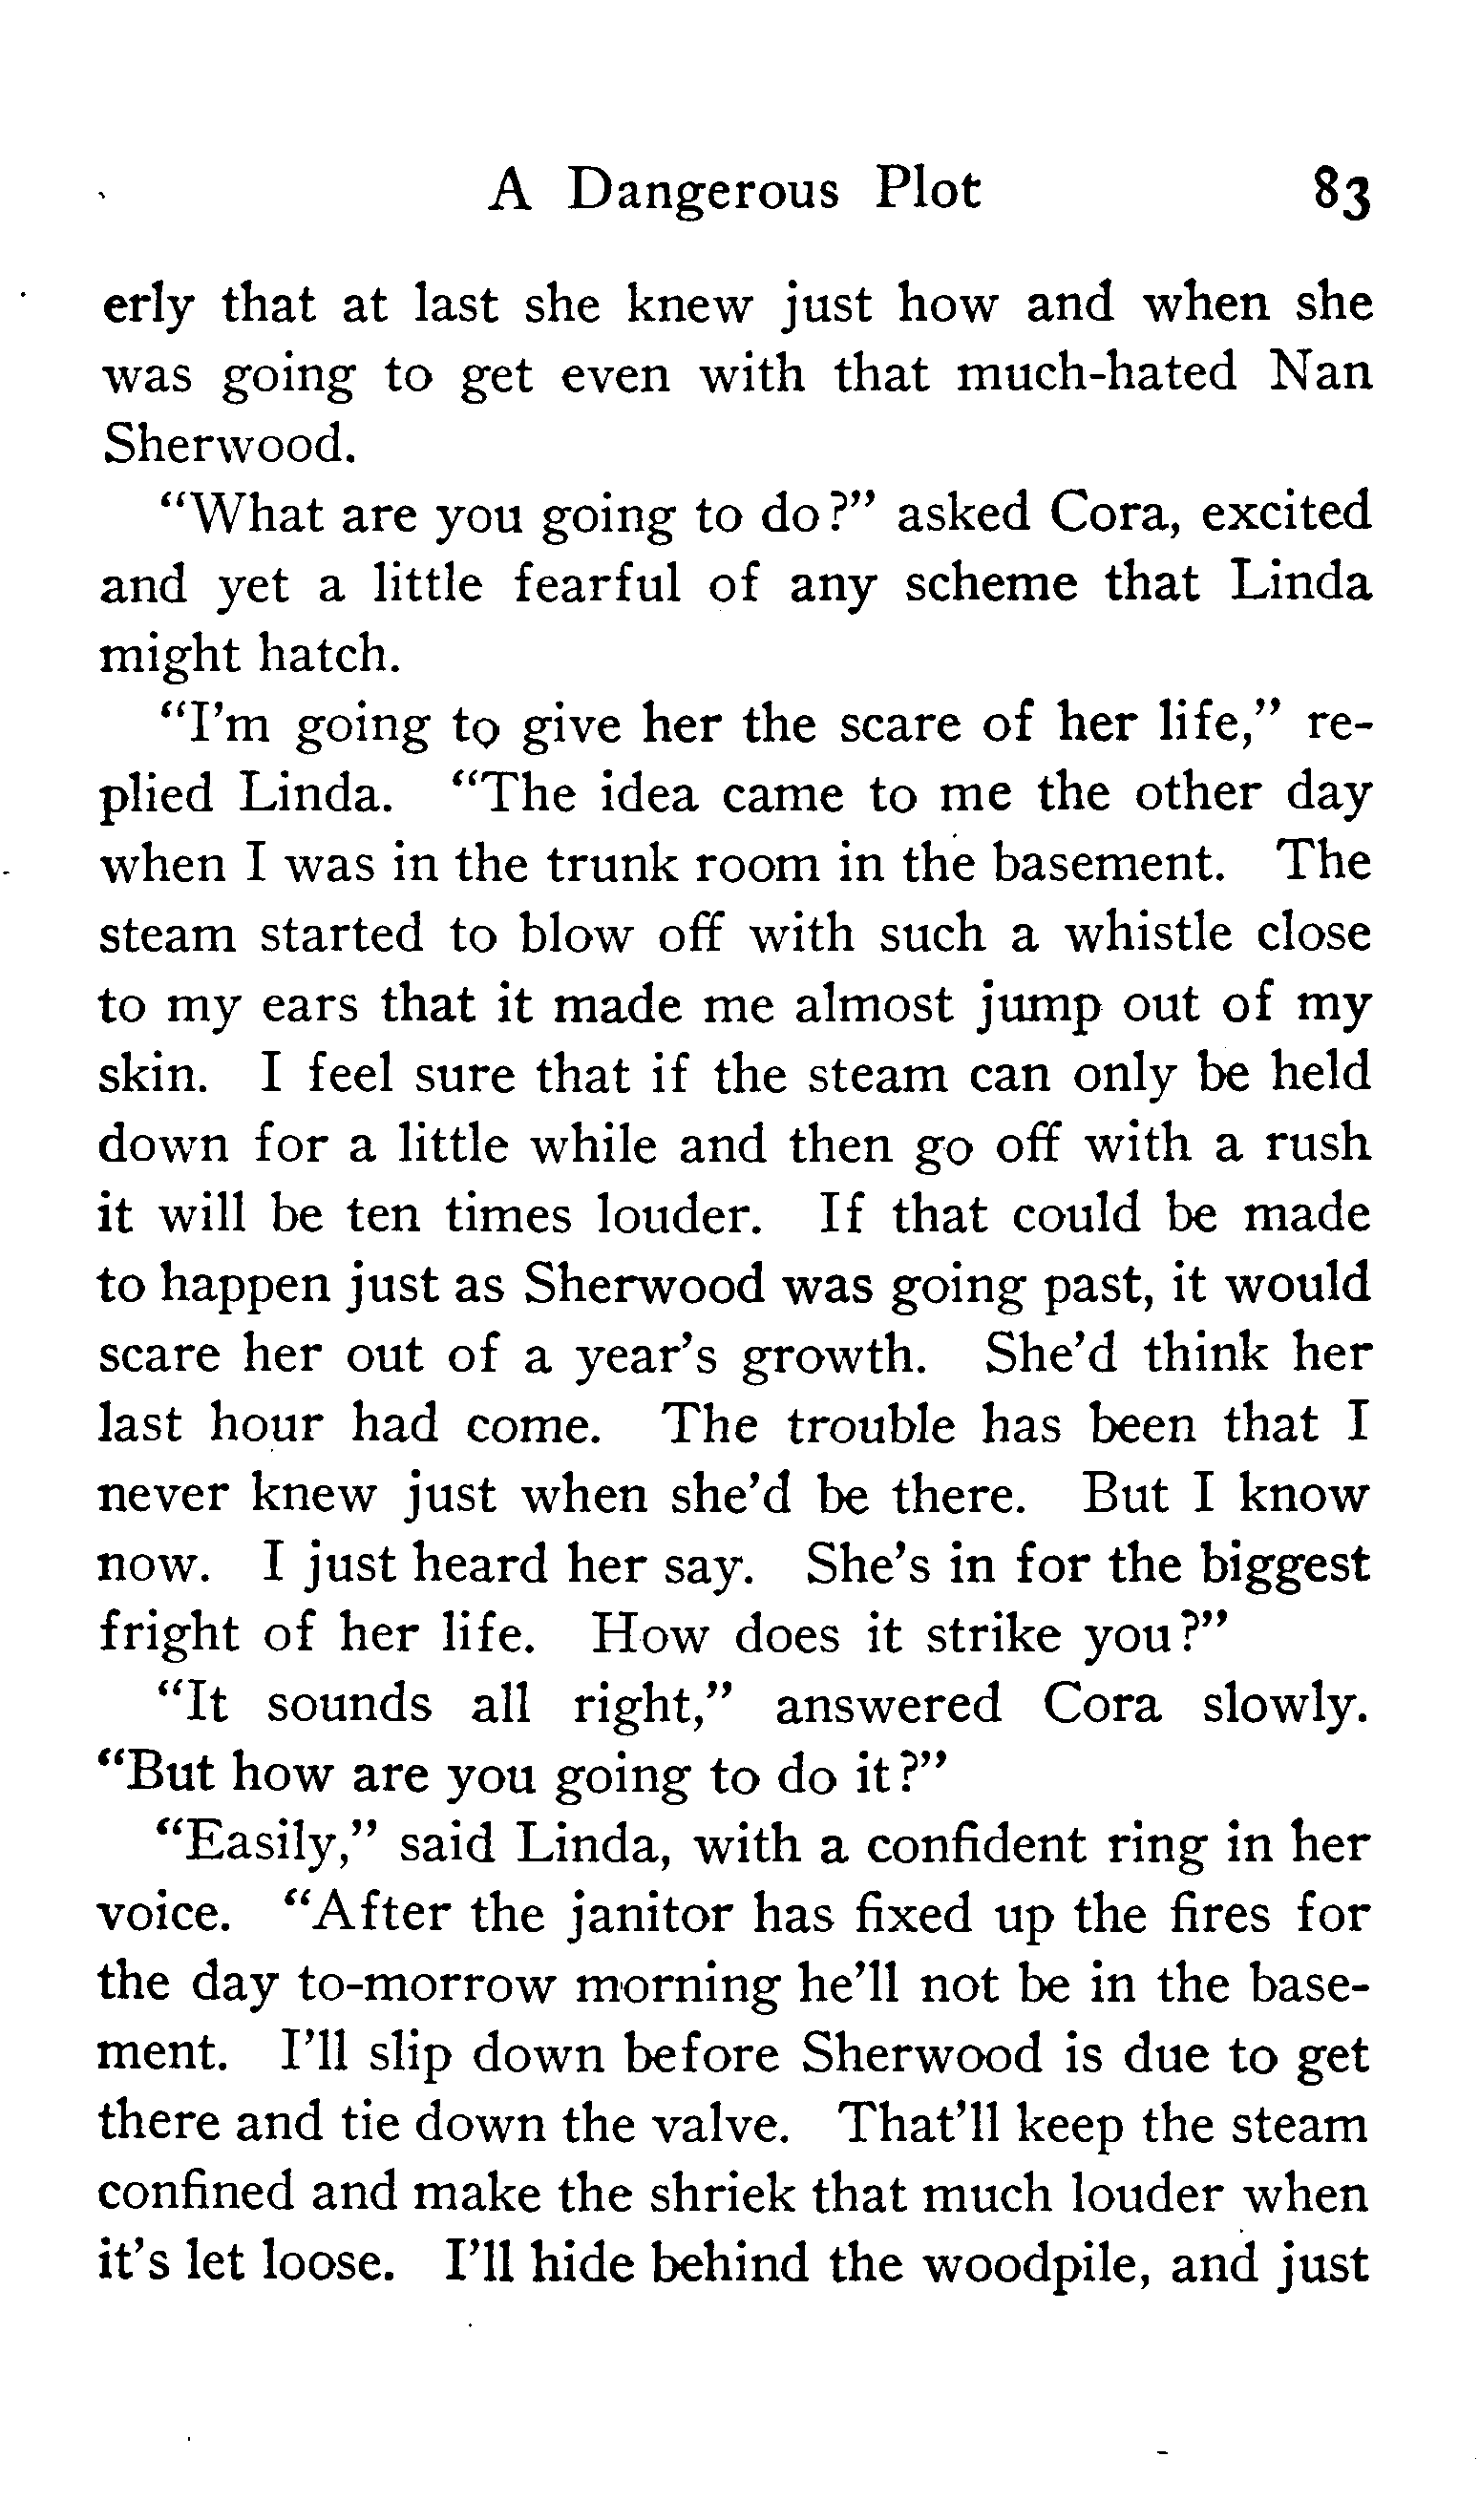 A Dangerous Plot 83
erly that at last she knew just how and when she
was going to get even with that much-hated Nan
Sherwood.
"What are you going to do?" asked Cora, excited
and yet a little fearful of any scheme that Linda
might hatch.
"I'm going to give her the scare of her life," re-
plied Linda. "The idea came to me the other day
when I was in the trunk room in the basement. The
steam started to blow off with such a whistle close
to my ears that it made me almost jump out of my
skin. I feel sure that if the steam can only be held
down for a little while and then go off with a rush
it will be ten times louder. If that could be made
to happen just as Sherwood was going past, it would
scare her out of a year's growth. She'd think her
last hour had come. The trouble has been that I
never knew just when she'd be there. But I know
now. I just heard her say. She's in for the biggest
fright of her life. How does it strike you?"
"It sounds all right," answered Cora slowly.
"But how are you going to do it?"
"Easily," said Linda, with a confident ring in her
voice. "After the janitor has fixed up the fires for
the day to-morrow morning he'll not be in the base-
ment. I'll slip down before Sherwood is due to get
there and tie down the valve. That'll keep the steam
confined and make the shriek that much louder when
it's let loose. I'll hide behind the woodpile, and just